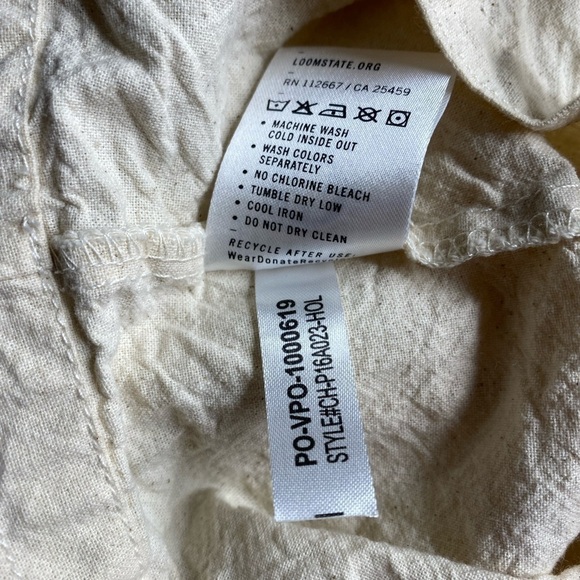 LOOMSTATE.ORG
RN 112667 / CA 25459
• MACHINE WASH
COLD INSIDE OUT
• WASH COLORS
SEPARATELY
• NO CHLORINE BLEACH
• TUMBLE DRY LOW
• COOL IRON
• DO NOT DRY CLEAN
RECYCLE AFTER USE:
PO-VPO-1000619
STYLE#CH-P16A023-HOL